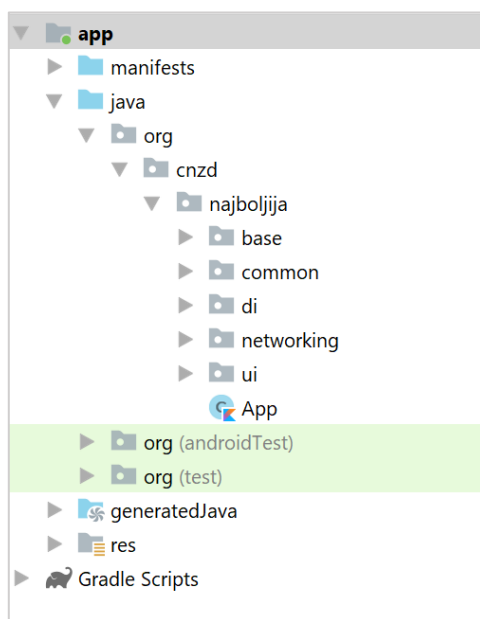 app
manifests
java
org
cnzd
najboljija
base
common
di
networking
ui
App
org (androidTest)
org (test)
generatedJava
res
Gradle Scripts